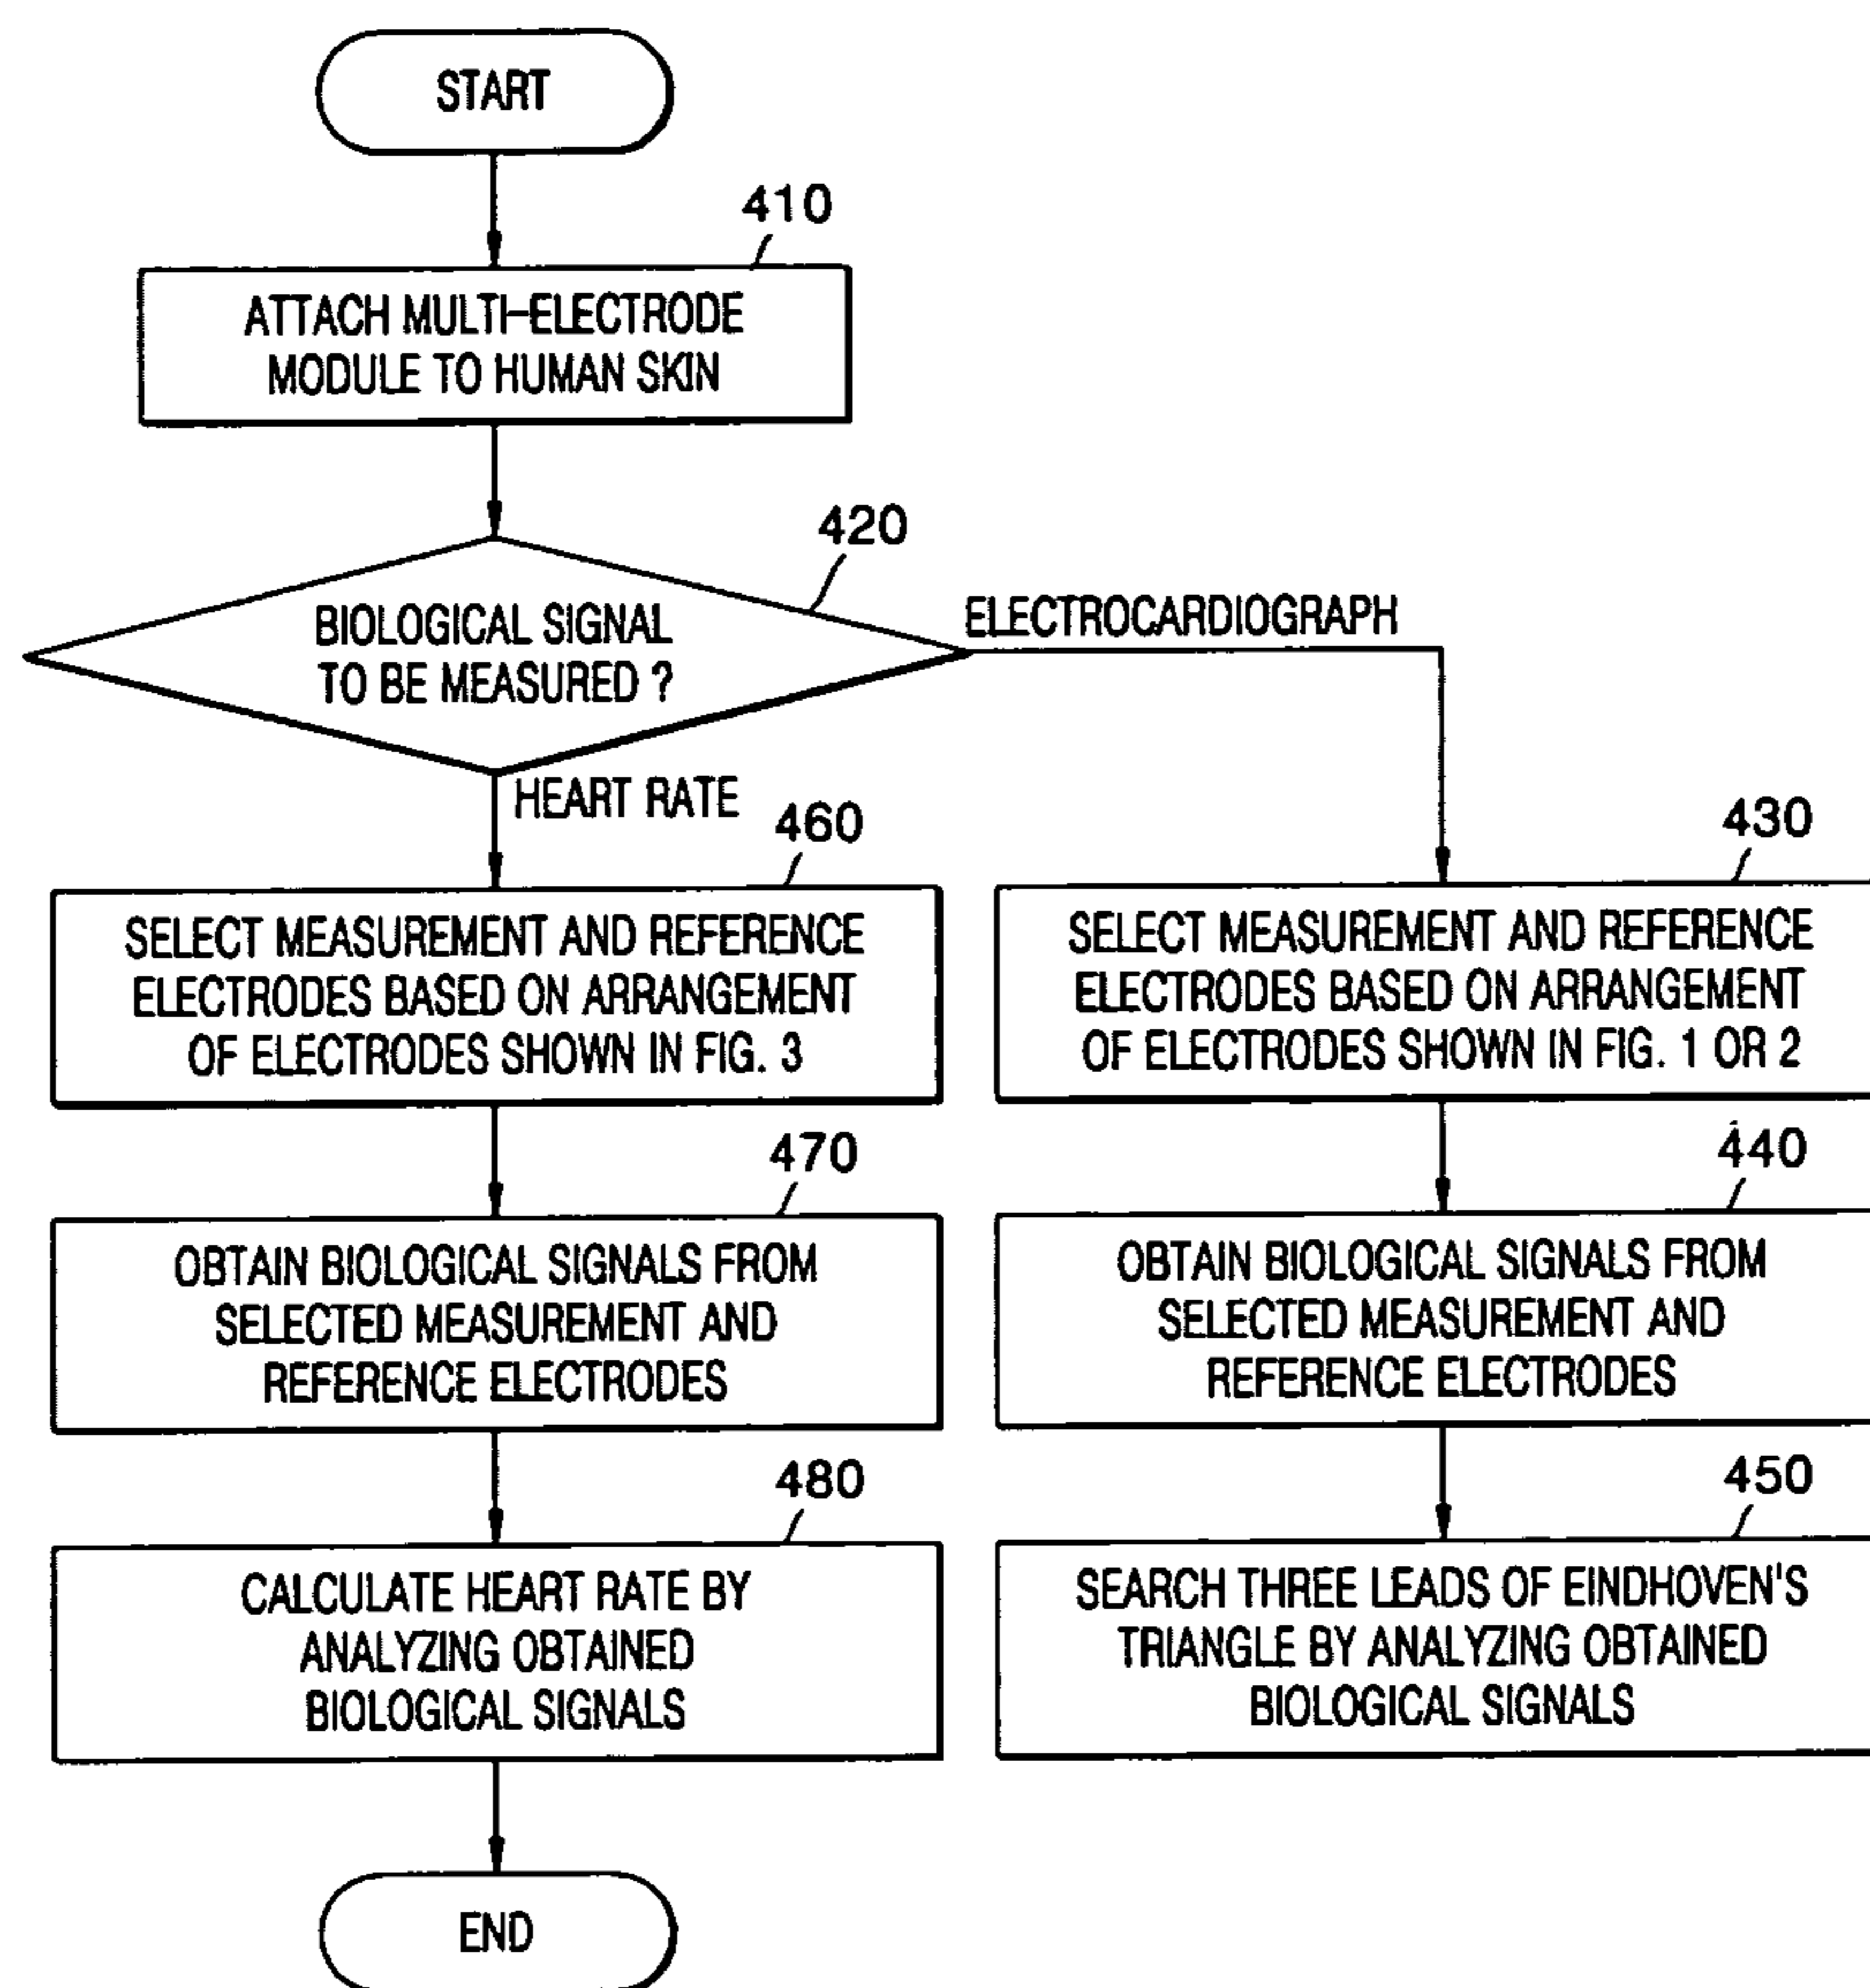 START
410
ATTACH MULTI-ELECTRODE
MODULE TO HUMAN SKIN
420
BIOLOGICAL SIGNAL
TO BE MEASURED ?
ELECTROCARDIOGRAPH
HEART RATE
460
SELECT MEASUREMENT AND REFERENCE
ELECTRODES BASED ON ARRANGEMENT
OF ELECTRODES SHOWN IN FIG. 3
430
SELECT MEASUREMENT AND REFERENCE
ELECTRODES BASED ON ARRANGEMENT
OF ELECTRODES SHOWN IN FIG. 1 OR 2
470
OBTAIN BIOLOGICAL SIGNALS FROM
SELECTED MEASUREMENT AND
REFERENCE ELECTRODES
440
OBTAIN BIOLOGICAL SIGNALS FROM
SELECTED MEASUREMENT AND
REFERENCE ELECTRODES
480
CALCULATE HEART RATE BY
ANALYZING OBTAINED
BIOLOGICAL SIGNALS
450
SEARCH THREE LEADS OF EINDHOVEN'S
TRIANGLE BY ANALYZING OBTAINED
BIOLOGICAL SIGNALS
END